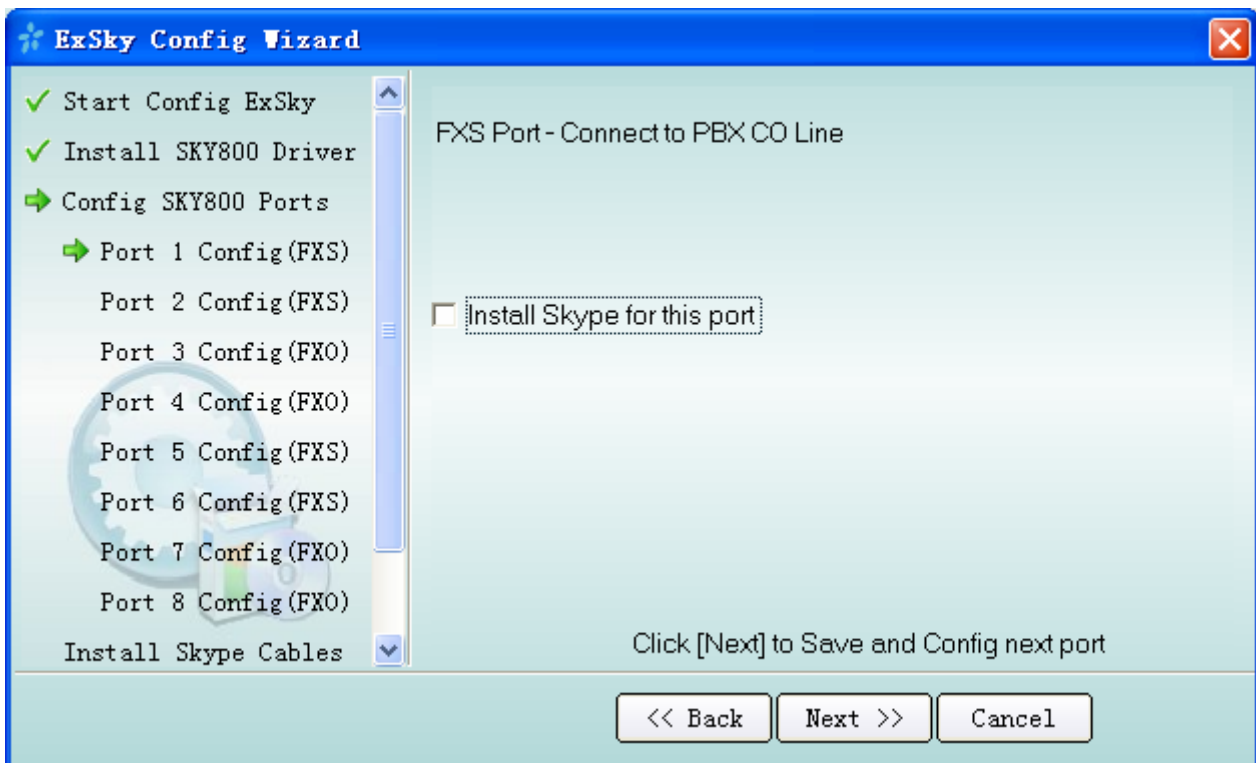 ExSky Config Wizard
Start Config ExSky
Install SKY800 Driver
Config SKY800 Ports
Port 1 Config(FXS)
Port 2 Config(FXS)
Port 3 Config(FXO)
Port 4 Config(FXO)
Port 5 Config(FXS)
Port 6 Config(FXS)
Port 7 Config(FXO)
Port 8 Config(FXO)
Install Skype Cables
FXS Port - Connect to PBX CO Line
Install Skype for this port
Click [Next] to Save and Config next port
<< Back
Next >>
Cancel